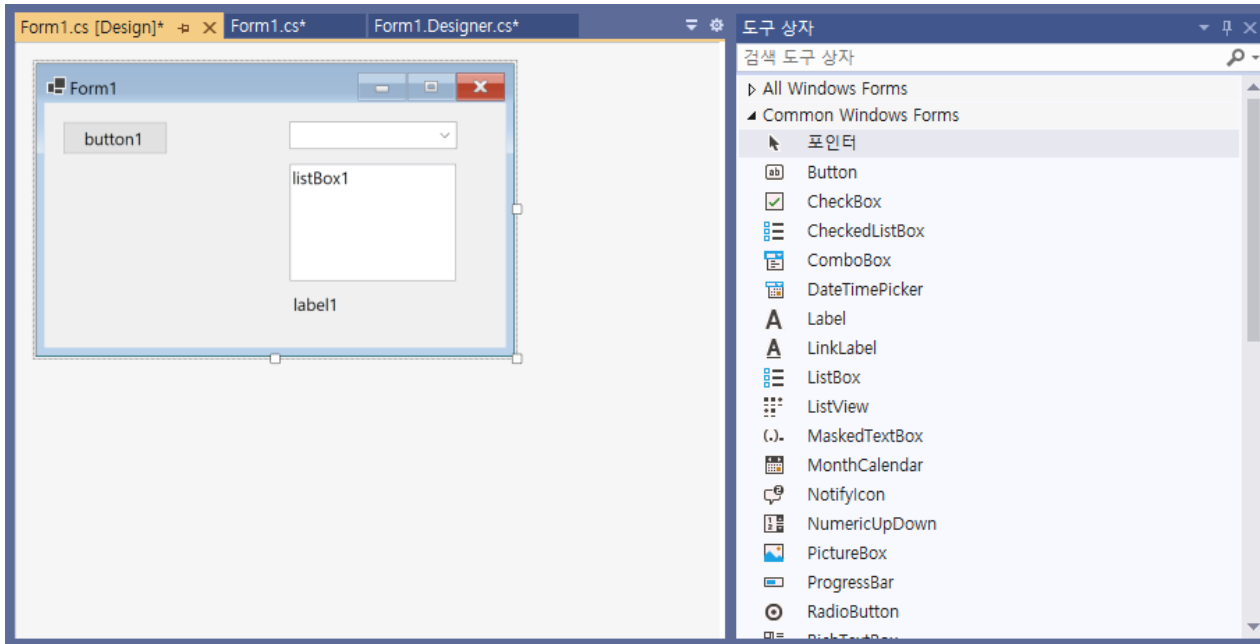 Form1.cs [Design]*
Form1.cs*
Form1.Designer.cs*
Form1
button1
listBox1
label1
도구 상자
검색 도구 상자
All Windows Forms
Common Windows Forms
포인터
Button
CheckBox
CheckedListBox
ComboBox
DateTimePicker
Label
LinkLabel
ListBox
ListView
MaskedTextBox
MonthCalendar
NotifyIcon
NumericUpDown
PictureBox
ProgressBar
RadioButton